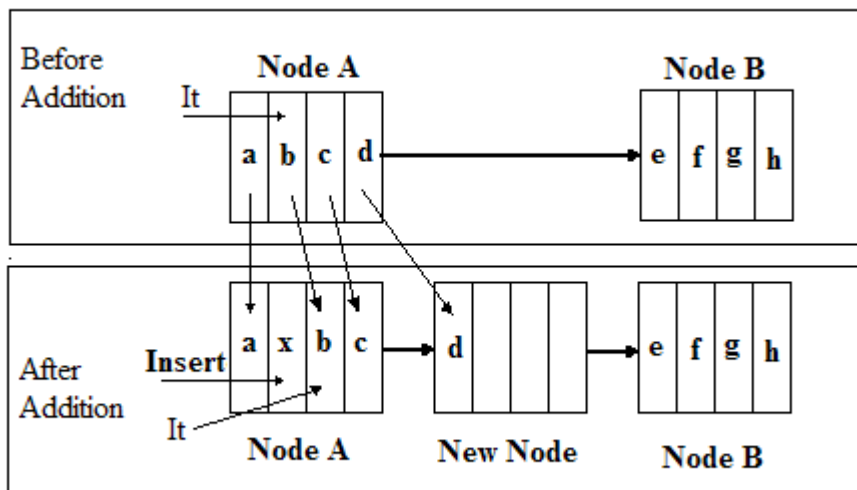 Before
Addition
It
Node A
Node B
a b c d
e f g h
After
Addition
Insert
It
a x b c
d
e f g h
Node A
New Node
Node B